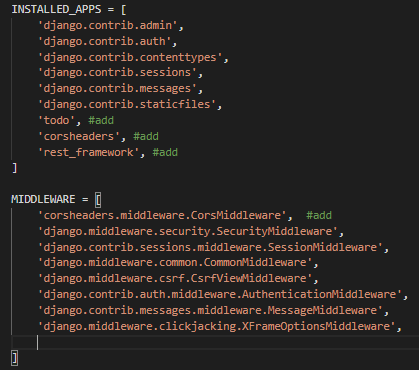 INSTALLED_APPS = [
    'django.contrib.admin',
    'django.contrib.auth',
    'django.contrib.contenttypes',
    'django.contrib.sessions',
    'django.contrib.messages',
    'django.contrib.staticfiles',
    'todo', #add
    'corsheaders', #add
    'rest_framework', #add
]
MIDDLEWARE = [
    'corsheaders.middleware.CorsMiddleware',  #add
    'django.middleware.security.SecurityMiddleware',
    'django.contrib.sessions.middleware.SessionMiddleware',
    'django.middleware.common.CommonMiddleware',
    'django.middleware.csrf.CsrfViewMiddleware',
    'django.contrib.auth.middleware.AuthenticationMiddleware',
    'django.contrib.messages.middleware.MessageMiddleware',
    'django.middleware.clickjacking.XFrameOptionsMiddleware',
]